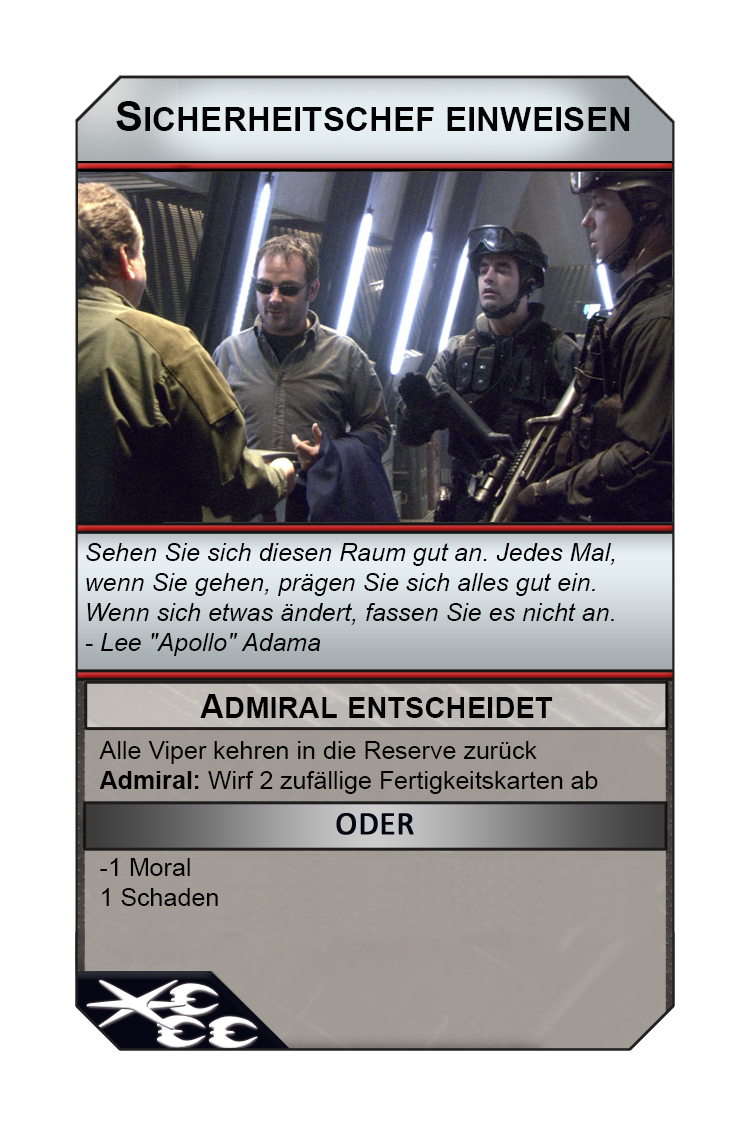 SICHERHEITSCHEF EINWEISEN
Sehen Sie sich diesen Raum gut an. Jedes Mal,
wenn Sie gehen, prägen Sie sich alles gut ein.
Wenn sich etwas ändert, fassen Sie es nicht an.
- Lee "Apollo" Adama
ADMIRAL ENTSCHEIDET
Alle Viper kehren in die Reserve zurück
Admiral: Wirf 2 zufällige Fertigkeitskarten ab
ODER
-1 Moral
1 Schaden